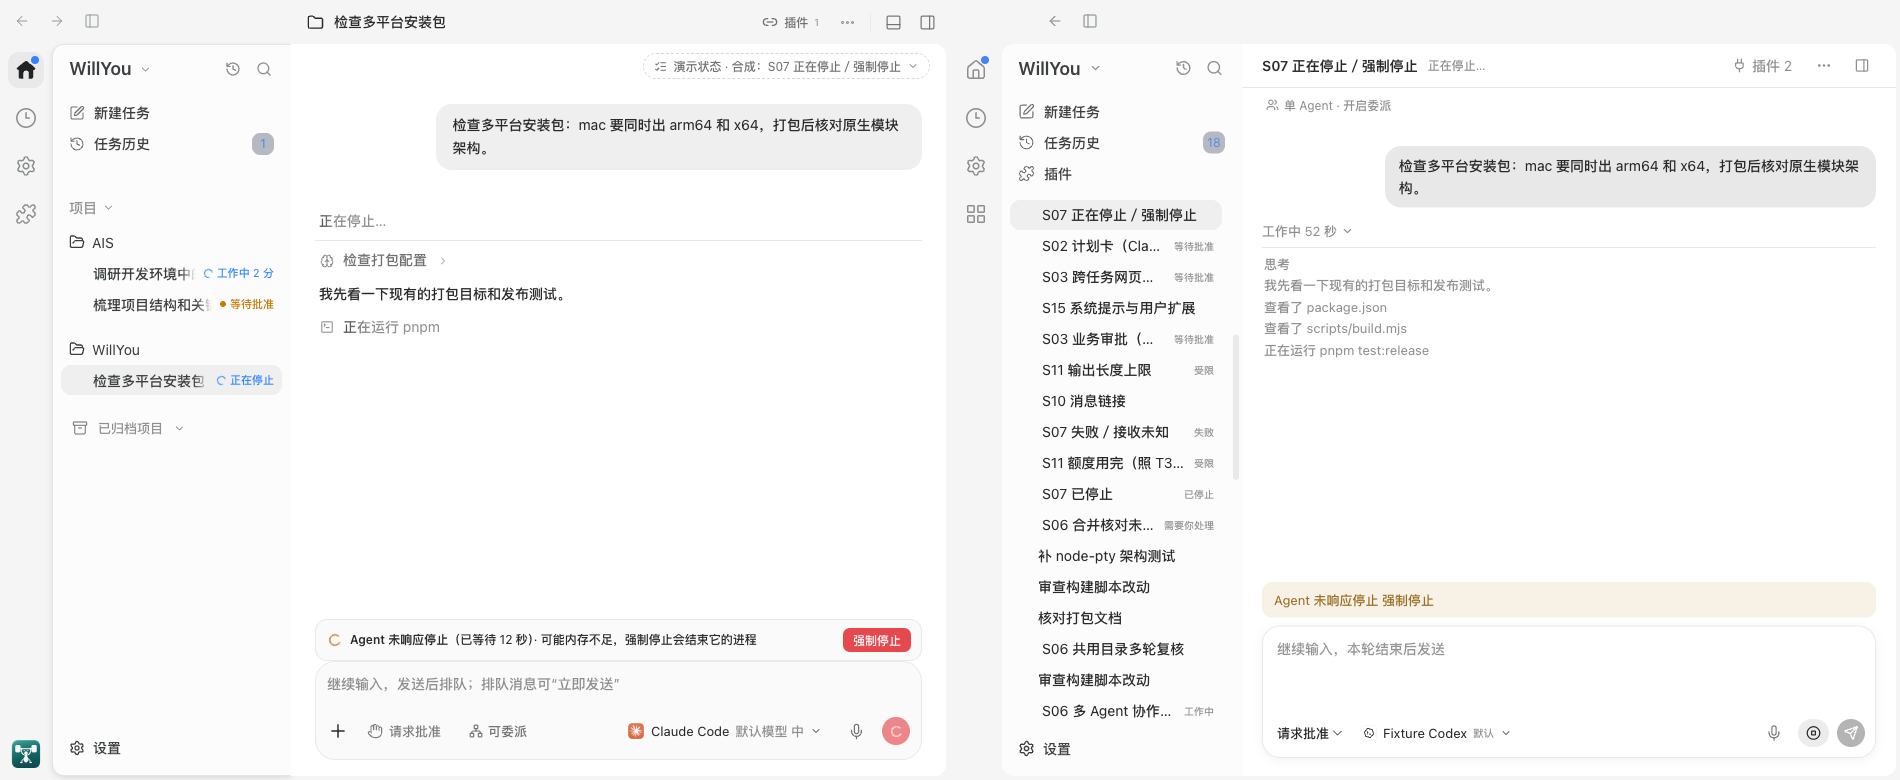 检查多平台安装包
插件 1
WillYou
新建任务
任务历史 1
项目
AIS
调研开发环境中 工作中 2 分
梳理项目结构和关 等待批准
WillYou
检查多平台安装包 正在停止
已归档项目
设置
演示状态 · 合成：S07 正在停止 / 强制停止
检查多平台安装包：mac 要同时出 arm64 和 x64，打包后核对原生模块
架构。
正在停止...
检查打包配置
我先看一下现有的打包目标和发布测试。
正在运行 pnpm
Agent 未响应停止（已等待 12 秒）· 可能内存不足，强制停止会结束它的进程
强制停止
继续输入，发送后排队；排队消息可“立即发送”
请求批准
可委派
Claude Code 默认模型 中
WillYou
新建任务
任务历史 18
插件
S07 正在停止 / 强制停止
S02 计划卡（Cla... 等待批准
S03 跨任务网页... 等待批准
S15 系统提示与用户扩展
S03 业务审批（... 等待批准
S11 输出长度上限 受限
S10 消息链接
S07 失败 / 接收未知 失败
S11 额度用完（照 T3... 受限
S07 已停止 已停止
S06 合并核对未... 需要你处理
补 node-pty 架构测试
审查构建脚本改动
核对打包文档
S06 共用目录多轮复核
审查构建脚本改动
S06 多 Agent 协作... 工作中
设置
S07 正在停止 / 强制停止 正在停止...
插件 2
单 Agent · 开启委派
检查多平台安装包：mac 要同时出 arm64 和 x64，打包后核对原生模块架
构。
工作中 52 秒
思考
我先看一下现有的打包目标和发布测试。
查看了 package.json
查看了 scripts/build.mjs
正在运行 pnpm test:release
Agent 未响应停止 强制停止
继续输入，本轮结束后发送
请求批准
Fixture Codex 默认